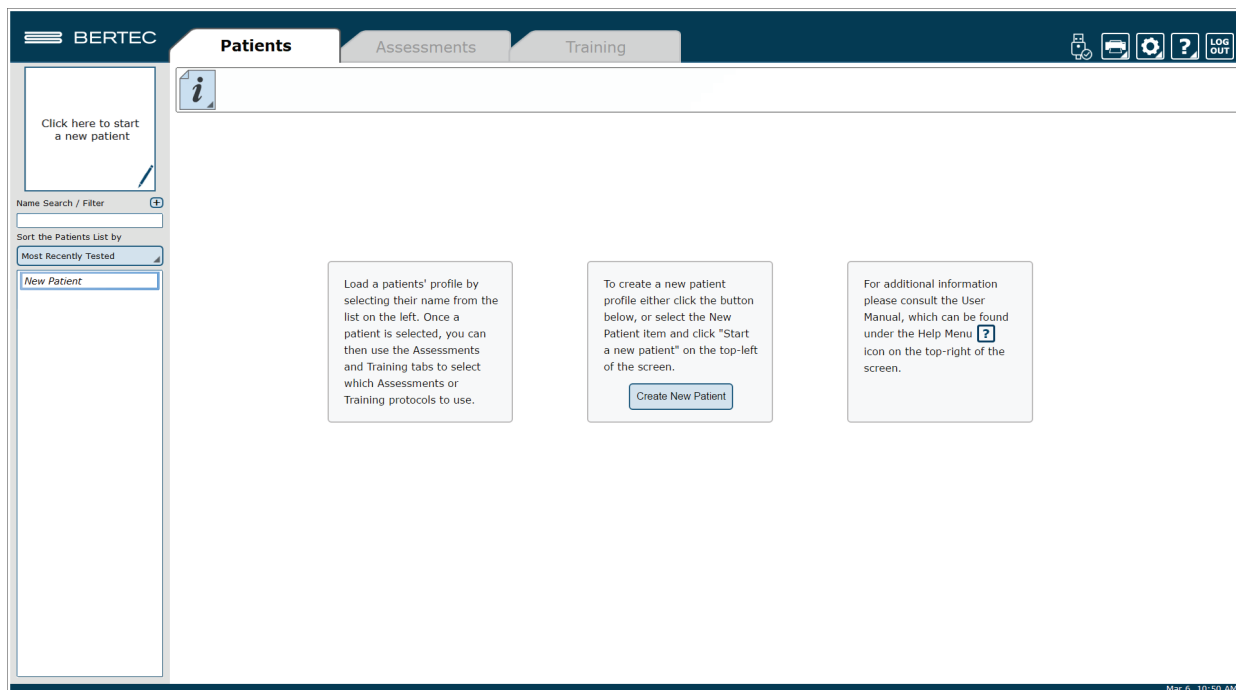 BERTEC
Patients
Assessments
Training
?
LOG
OUT
i
Click here to start
a new patient
Name Search / Filter
Sort the Patients List by
Most Recently Tested
New Patient
Load a patients' profile by
selecting their name from the
list on the left. Once a
patient is selected, you can
then use the Assessments
and Training tabs to select
which Assessments or
Training protocols to use.
To create a new patient
profile either click the button
below, or select the New
Patient item and click "Start
a new patient" on the top-left
of the screen.
Create New Patient
For additional information
please consult the User
Manual, which can be found
under the Help Menu ?
icon on the top-right of the
screen.
Mar 6, 10:50 AM